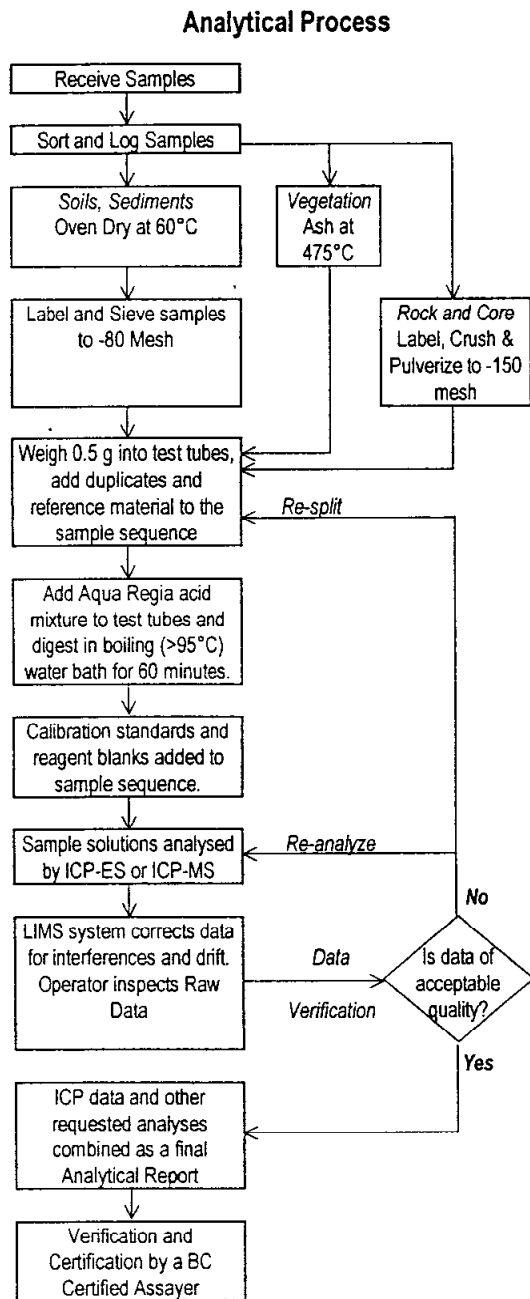 Analytical Process
Receive Samples
Sort and Log Samples
Soils, Sediments
Oven Dry at 60°C
Vegetation
Ash at
475°C
Label and Sieve samples
to -80 Mesh
Rock and Core
Label, Crush &
Pulverize to -150
mesh
Weigh 0.5 g into test tubes,
add duplicates and
reference material to the
sample sequence
Re-split
Add Aqua Regia acid
mixture to test tubes and
digest in boiling (>95°C)
water bath for 60 minutes.
Calibration standards and
reagent blanks added to
sample sequence.
Sample solutions analysed
by ICP-ES or ICP-MS
Re-analyze
No
LIMS system corrects data
for interferences and drift.
Operator inspects Raw
Data
Data
Verification
Is data of
acceptable
quality?
Yes
ICP data and other
requested analyses
combined as a final
Analytical Report
Verification and
Certification by a BC
Certified Assayer